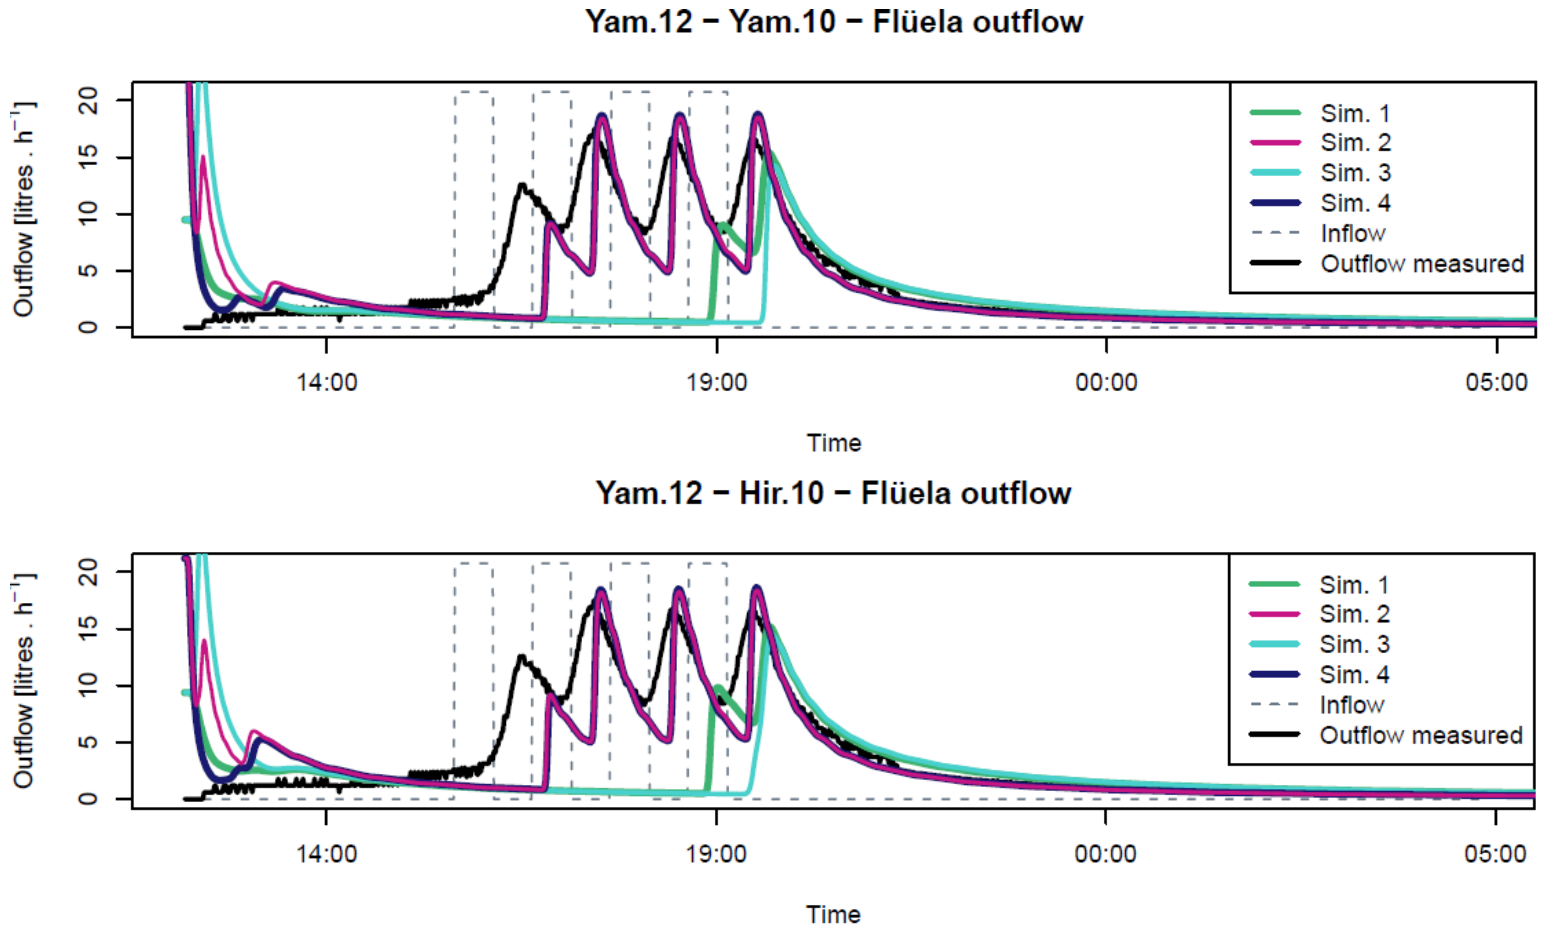 Yam.12 − Yam.10 − Flüela outflow
Outflow [litres . h⁻¹]
20
15
10
5
0
Sim. 1
Sim. 2
Sim. 3
Sim. 4
Inflow
Outflow measured
14:00 19:00 00:00 05:00
Time
Yam.12 − Hir.10 − Flüela outflow
Outflow [litres . h⁻¹]
20
15
10
5
0
Sim. 1
Sim. 2
Sim. 3
Sim. 4
Inflow
Outflow measured
14:00 19:00 00:00 05:00
Time